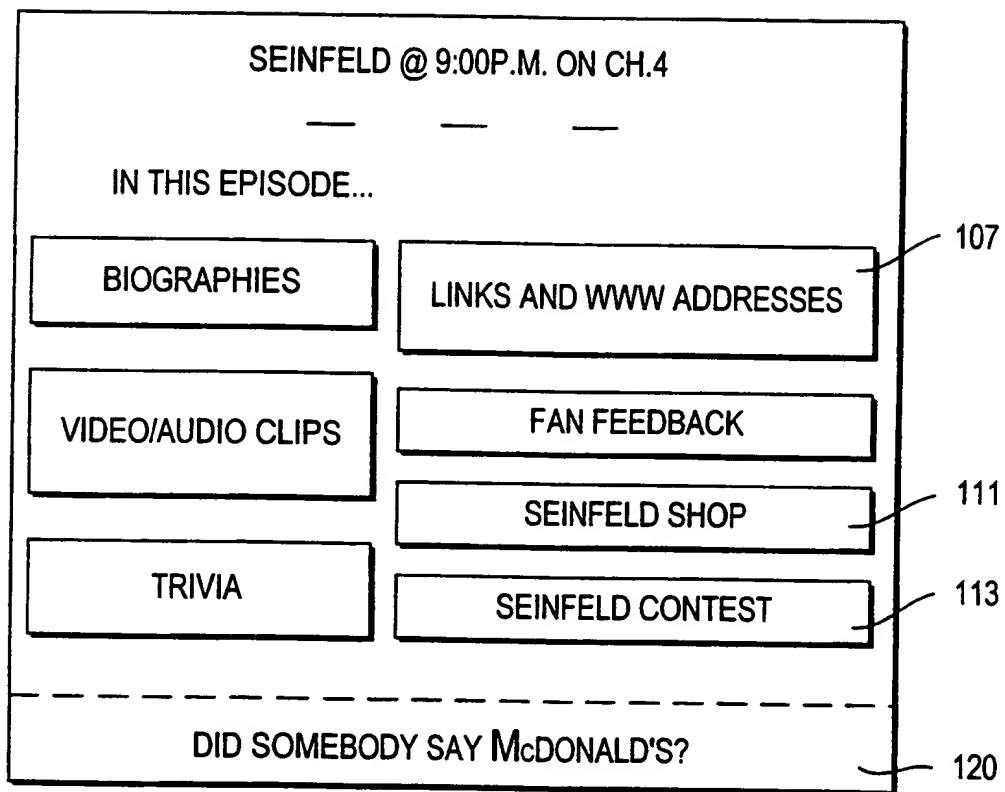 SEINFELD @ 9:00P.M. ON CH.4
IN THIS EPISODE...
BIOGRAPHIES
LINKS AND WWW ADDRESSES
107
VIDEO/AUDIO CLIPS
FAN FEEDBACK
SEINFELD SHOP
111
TRIVIA
SEINFELD CONTEST
113
DID SOMEBODY SAY McDONALD'S?
120